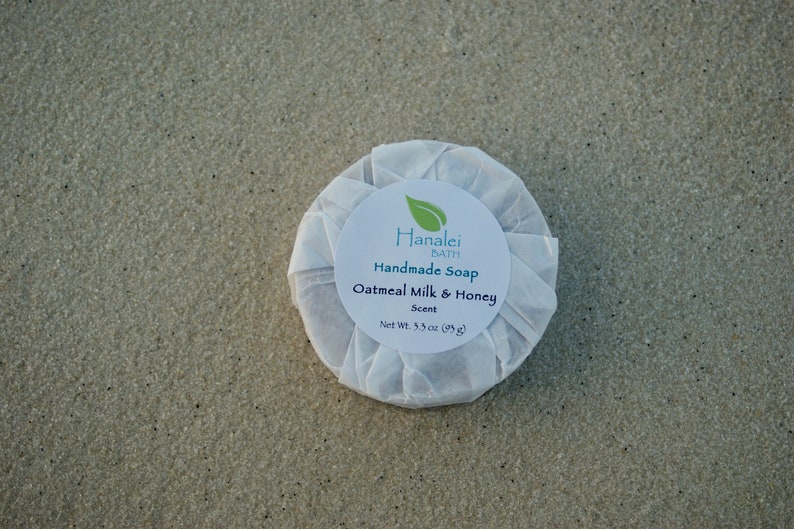 Hanalei
BATH
Handmade Soap
Oatmeal Milk & Honey
Scent
Net Wt. 3.3 oz (93 g)